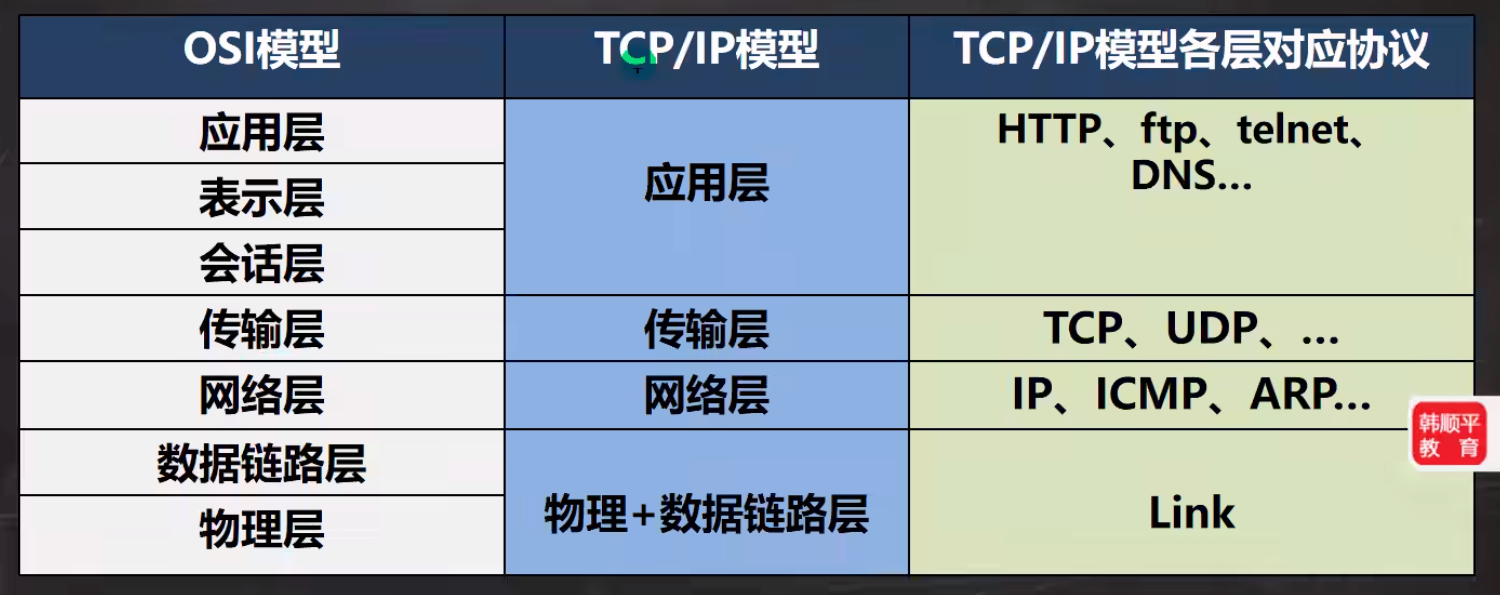 OSI模型
TCP/IP模型
TCP/IP模型各层对应协议
应用层
表示层
会话层
应用层
HTTP、ftp、telnet、
DNS...
传输层
传输层
TCP、UDP、...
网络层
网络层
IP、ICMP、ARP...
数据链路层
物理层
物理+数据链路层
Link
韩顺平
教 育